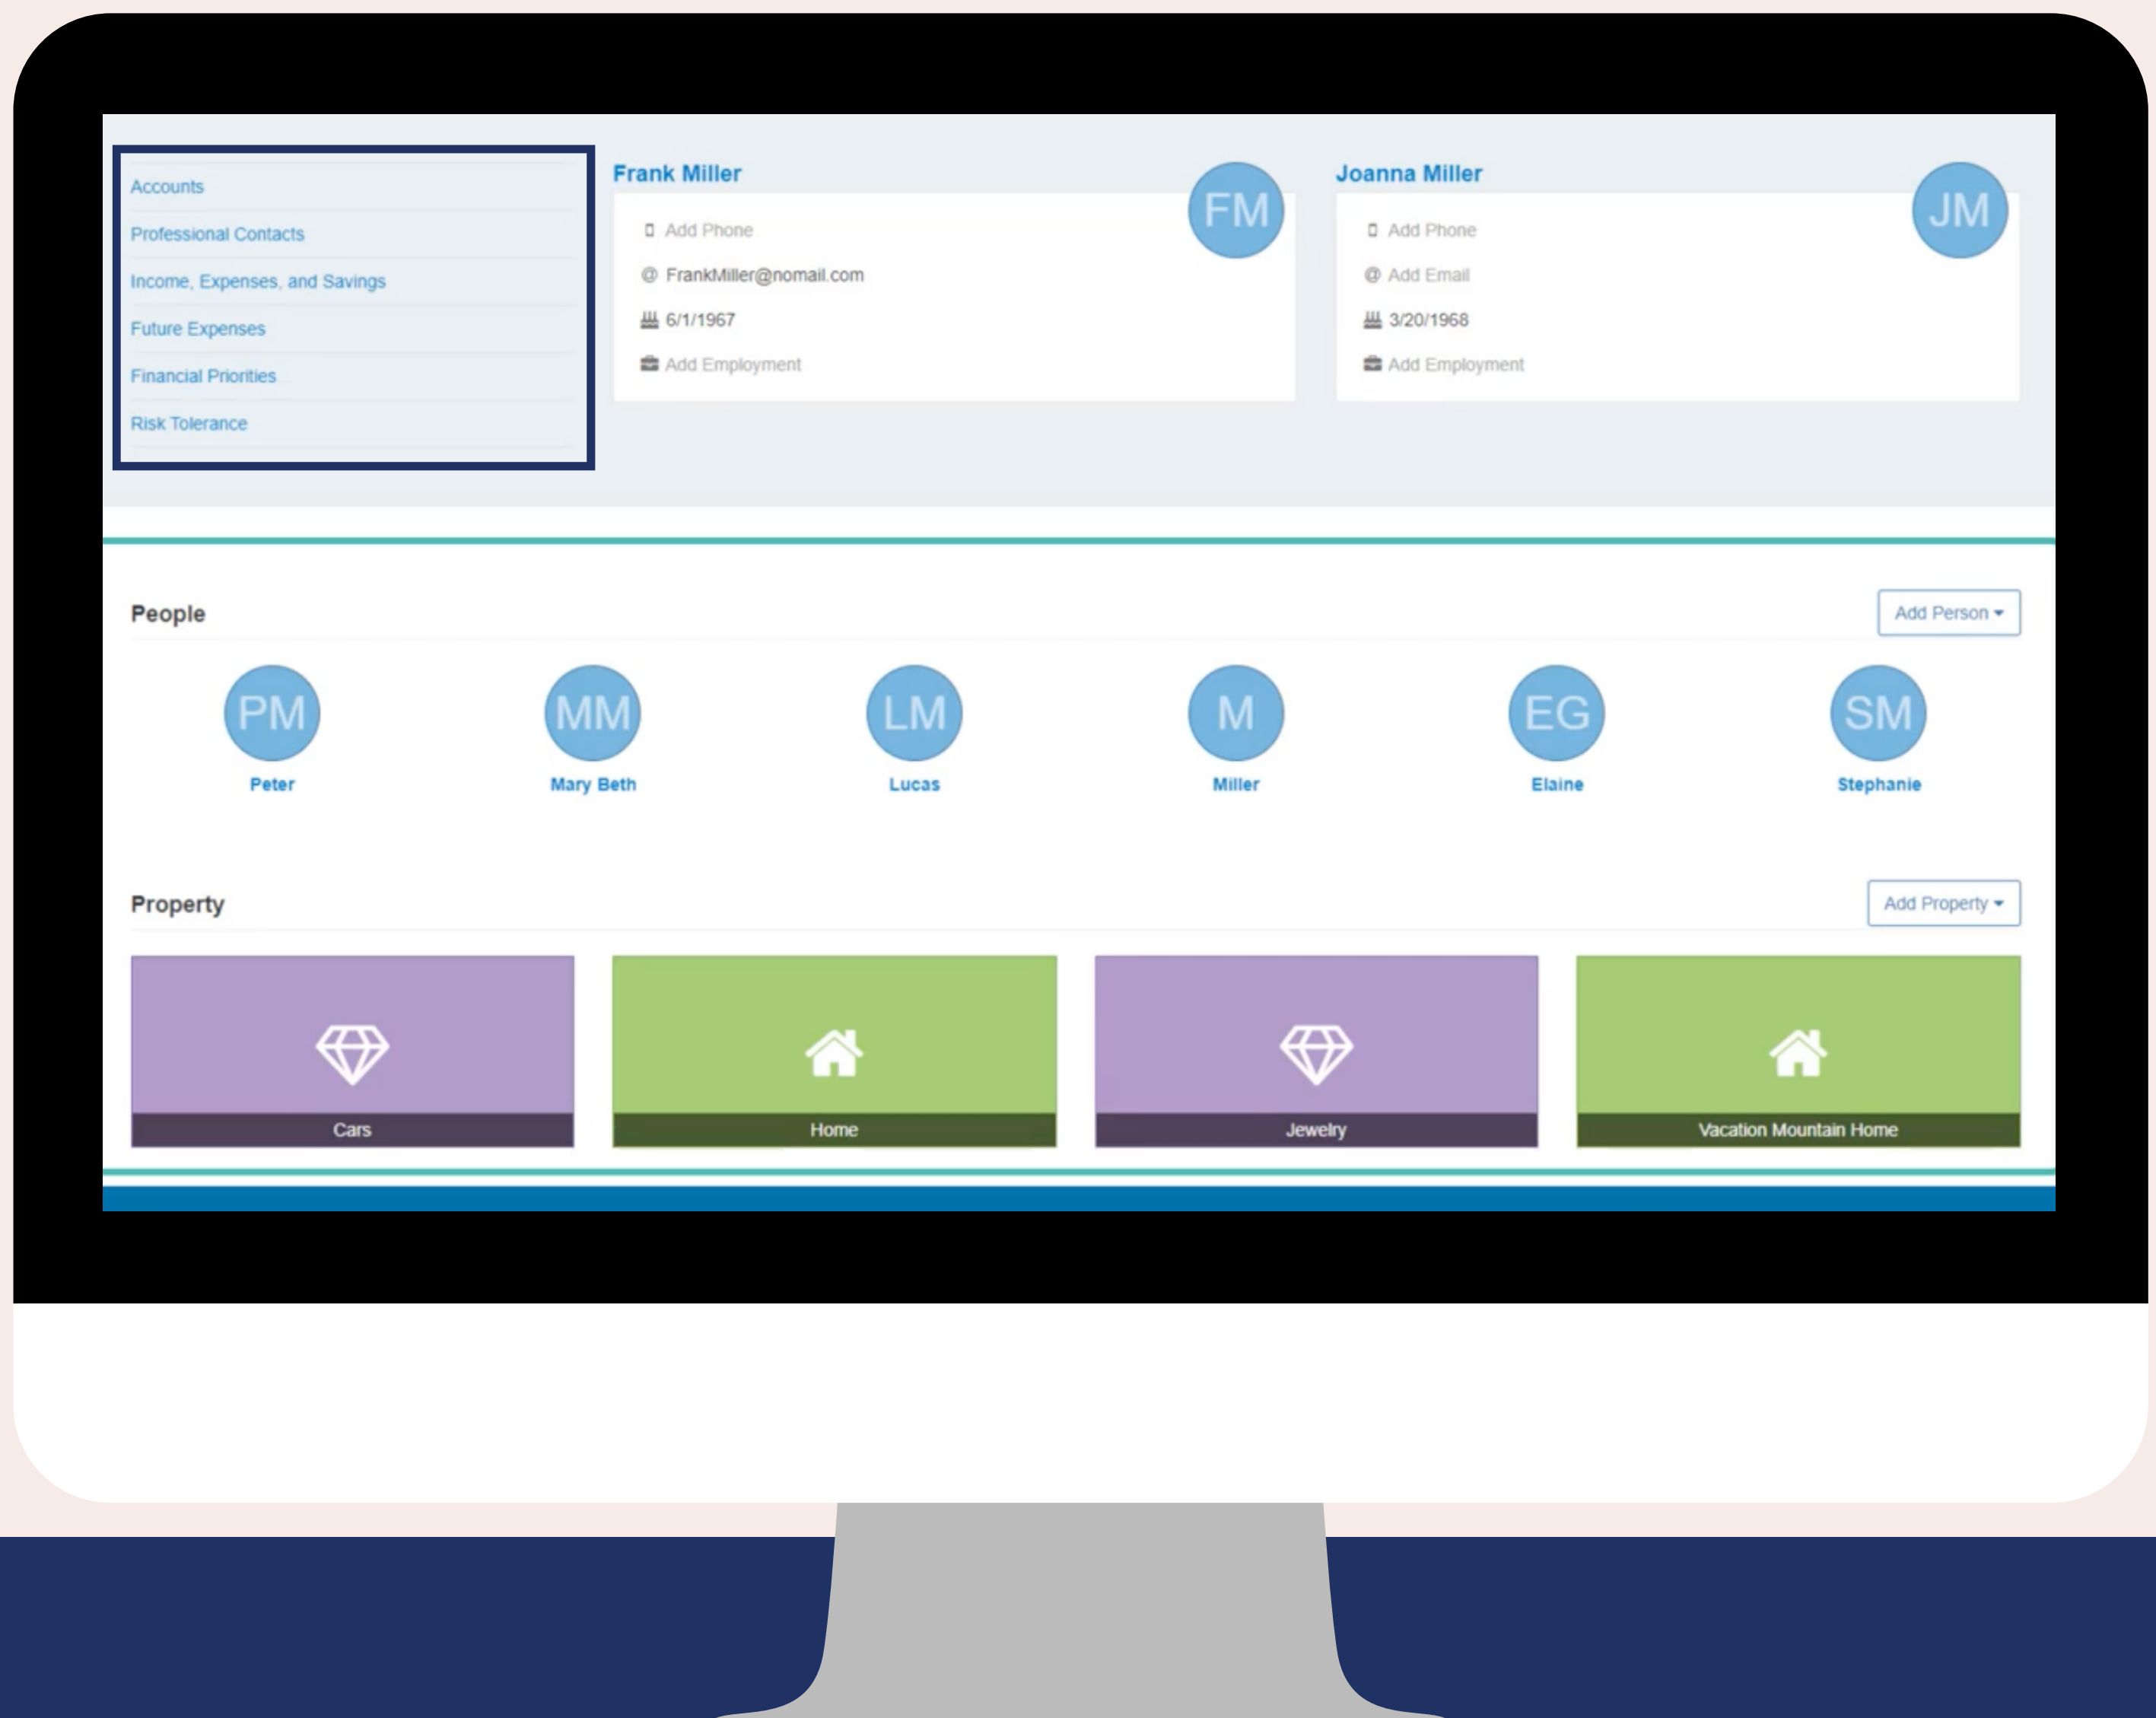 Accounts
Professional Contacts
Income, Expenses, and Savings
Future Expenses
Financial Priorities
Risk Tolerance
Frank Miller
FM
Add Phone
@ FrankMiller@nomail.com
6/1/1967
Add Employment
Joanna Miller
JM
Add Phone
@ Add Email
3/20/1968
Add Employment
People
Add Person
PM
MM
LM
M
EG
SM
Peter
Mary Beth
Lucas
Miller
Elaine
Stephanie
Property
Add Property
Cars
Home
Jewelry
Vacation Mountain Home